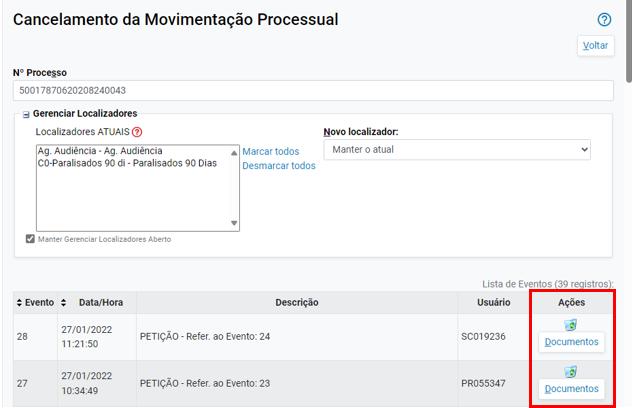 Cancelamento da Movimentação Processual
Voltar
Nº Processo
50017870620208240043
Gerenciar Localizadores
Localizadores ATUAIS
Novo localizador:
Ag. Audiência - Ag. Audiência
C0-Paralisados 90 di - Paralisados 90 Dias
Marcar todos
Desmarcar todos
Manter o atual
Manter Gerenciar Localizadores Aberto
Lista de Eventos (39 registros):
Evento Data/Hora Descrição Usuário Ações
28 27/01/2022 11:21:50 PETIÇÃO - Refer. ao Evento: 24 SC019236 Documentos
27 27/01/2022 10:34:49 PETIÇÃO - Refer. ao Evento: 23 PR055347 Documentos